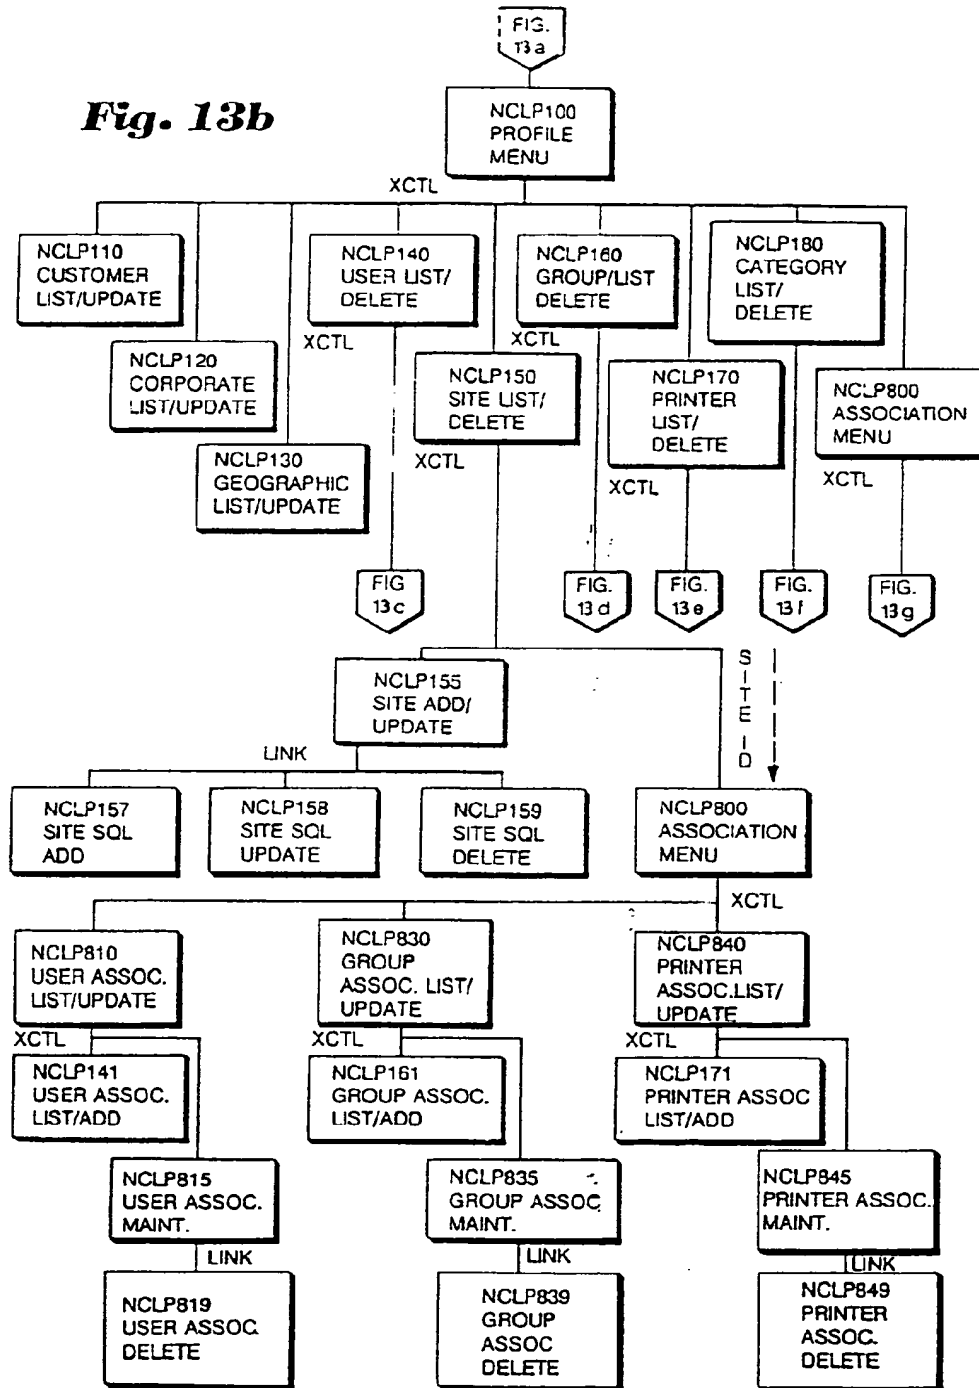 FIG.
13a
Fig. 13b
NCLP100
PROFILE
MENU
XCTL
NCLP110
CUSTOMER
LIST/UPDATE
NCLP140
USER LIST/
DELETE
NCLP160
GROUP/LIST
DELETE
NCLP180
CATEGORY
LIST/
DELETE
XCTL
XCTL
NCLP120
CORPORATE
LIST/UPDATE
NCLP150
SITE LIST/
DELETE
NCLP170
PRINTER
LIST/
DELETE
NCLP800
ASSOCIATION
MENU
NCLP130
GEOGRAPHIC
LIST/UPDATE
XCTL
XCTL
XCTL
FIG
13c
FIG.
13d
FIG.
13e
FIG.
13f
FIG.
13g
NCLP155
SITE ADD/
UPDATE
SITE ID
LINK
NCLP157
SITE SQL
ADD
NCLP158
SITE SQL
UPDATE
NCLP159
SITE SQL
DELETE
NCLP800
ASSOCIATION
MENU
XCTL
NCLP810
USER ASSOC.
LIST/UPDATE
NCLP830
GROUP
ASSOC. LIST/
UPDATE
NCLP840
PRINTER
ASSOC.LIST/
UPDATE
XCTL
XCTL
XCTL
NCLP141
USER ASSOC.
LIST/ADD
NCLP161
GROUP ASSOC.
LIST/ADD
NCLP171
PRINTER ASSOC
LIST/ADD
NCLP815
USER ASSOC.
MAINT.
NCLP835
GROUP ASSOC.
MAINT.
NCLP845
PRINTER ASSOC.
MAINT.
LINK
LINK
LINK
NCLP819
USER ASSOC.
DELETE
NCLP839
GROUP
ASSOC
DELETE
NCLP849
PRINTER
ASSOC.
DELETE